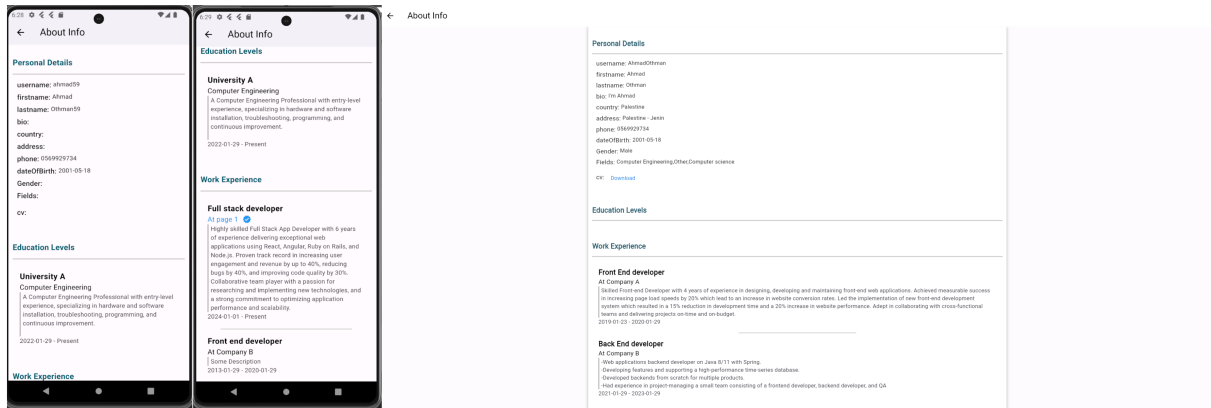 6:28
About Info
Personal Details
username: ahmad59
firstname: Ahmad
lastname: Othman59
bio:
country:
address:
phone: 0569929734
dateOfBirth: 2001-05-18
Gender:
Fields:
cv:
Education Levels
University A
Computer Engineering
A Computer Engineering Professional with entry-level
experience, specializing in hardware and software
installation, troubleshooting, programming, and
continuous improvement.
2022-01-29 - Present
Work Experience
6:29
About Info
Education Levels
University A
Computer Engineering
A Computer Engineering Professional with entry-level
experience, specializing in hardware and software
installation, troubleshooting, programming, and
continuous improvement.
2022-01-29 - Present
Work Experience
Full stack developer
At page 1
Highly skilled Full Stack App Developer with 6 years
of experience delivering exceptional web
applications using React, Angular, Ruby on Rails, and
Node.js. Proven track record in increasing user
engagement and revenue by up to 40%, reducing
bugs by 40%, and improving code quality by 30%.
Collaborative team player with a passion for
researching and implementing new technologies, and
a strong commitment to optimizing application
performance and scalability.
2024-01-01 - Present
Front end developer
At Company B
Some Description
2013-01-29 - 2020-01-29
About Info
Personal Details
username: AhmadOthman
firstname: Ahmad
lastname: Othman
bio: I'm Ahmad
country: Palestine
address: Palestine - Jenin
phone: 0569929734
dateOfBirth: 2001-05-18
Gender: Male
Fields: Computer Engineering,Other,Computer science
cv: Download
Education Levels
Work Experience
Front End developer
At Company A
Skilled Front-end Developer with 4 years of experience in designing, developing and maintaining front-end web applications. Achieved measurable success
in increasing page load speeds by 20% which lead to an increase in website conversion rates. Led the implementation of new front-end development
system which resulted in a 15% reduction in development time and a 20% increase in website performance. Adept in collaborating with cross-functional
teams and delivering projects on-time and on-budget.
2019-01-23 - 2020-01-29
Back End developer
At Company B
-Web applications backend developer on Java 8/11 with Spring.
-Developing features and supporting a high-performance time-series database.
-Developed backends from scratch for multiple products.
-Had experience in project-managing a small team consisting of a frontend developer, backend developer, and QA
2021-01-29 - 2023-01-29